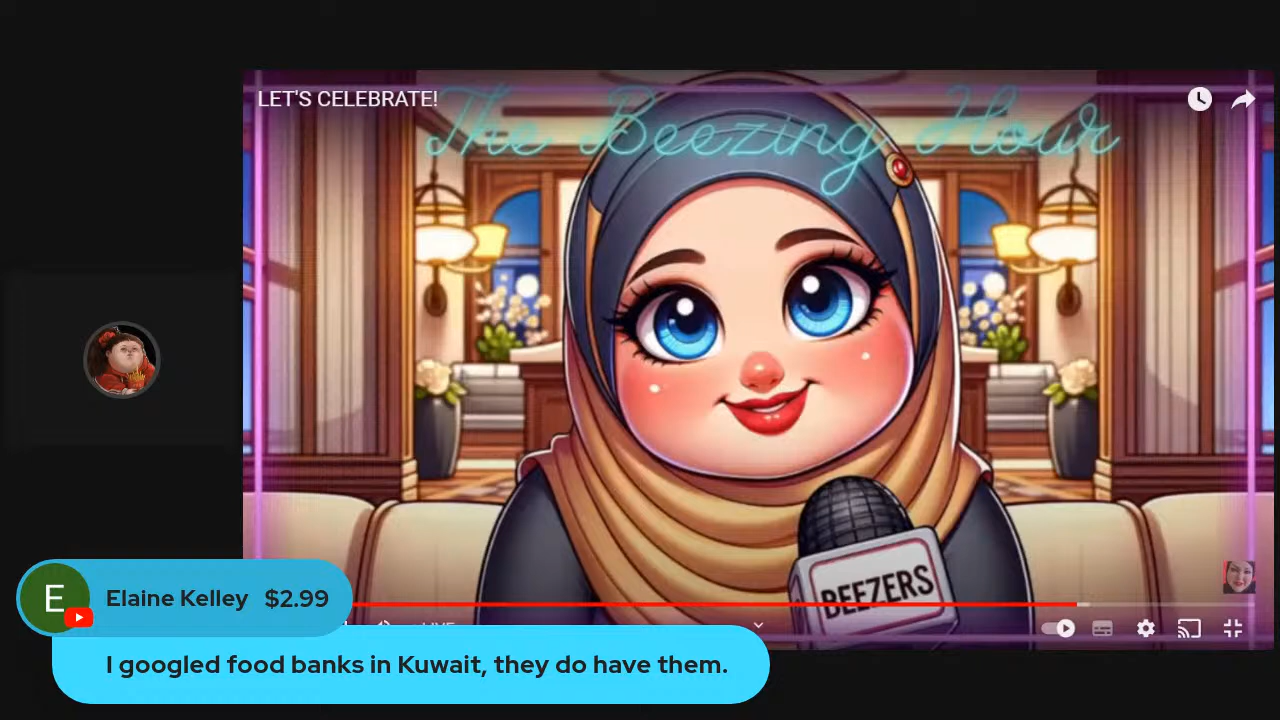 LET'S CELEBRATE!
The Beezing Hour
BEEZERS
E
Elaine Kelley $2.99
LIVE
I googled food banks in Kuwait, they do have them.